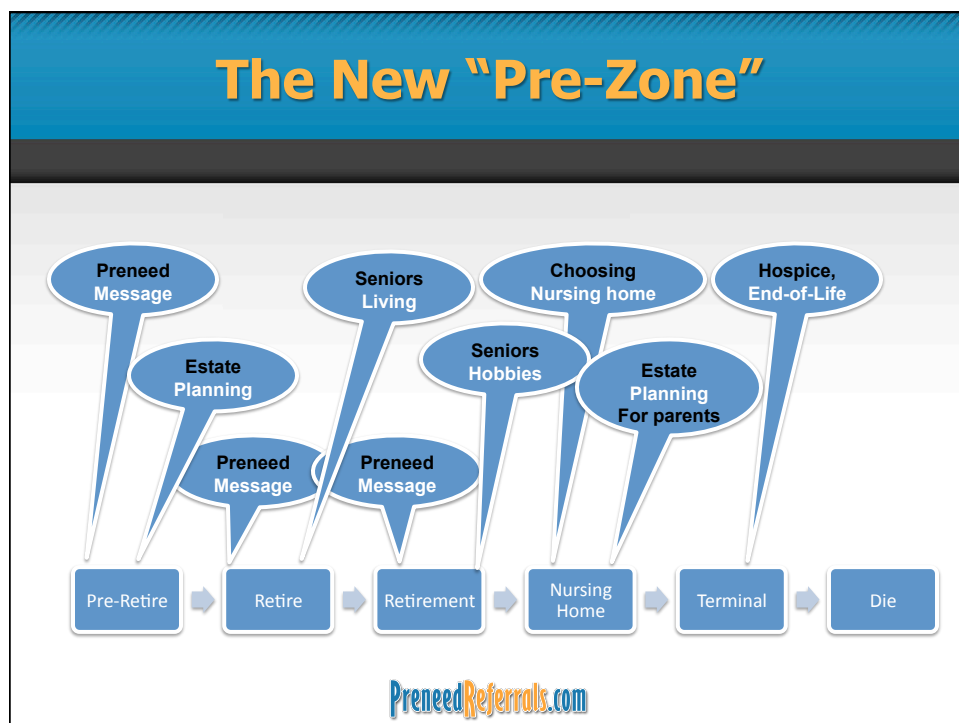 The New “Pre-Zone”
Preneed
Message
Estate
Planning
Preneed
Message
Seniors
Living
Preneed
Message
Seniors
Hobbies
Choosing
Nursing home
Estate
Planning
For parents
Hospice,
End-of-Life
Pre-Retire
Retire
Retirement
Nursing
Home
Terminal
Die
PreneedReferrals.com